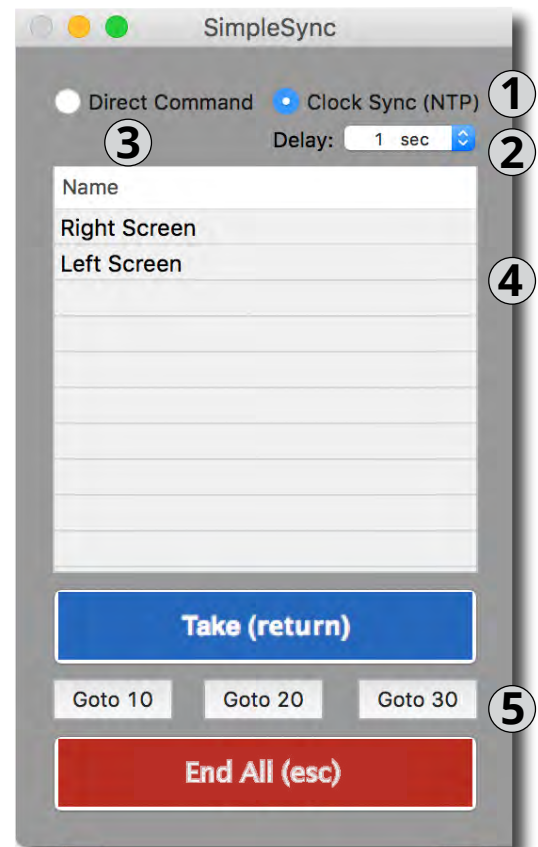 SimpleSync
Direct Command Clock Sync (NTP) 1
3 Delay: 1 sec 2
Name
Right Screen
Left Screen 4
Take (return)
Goto 10 Goto 20 Goto 30 5
End All (esc)